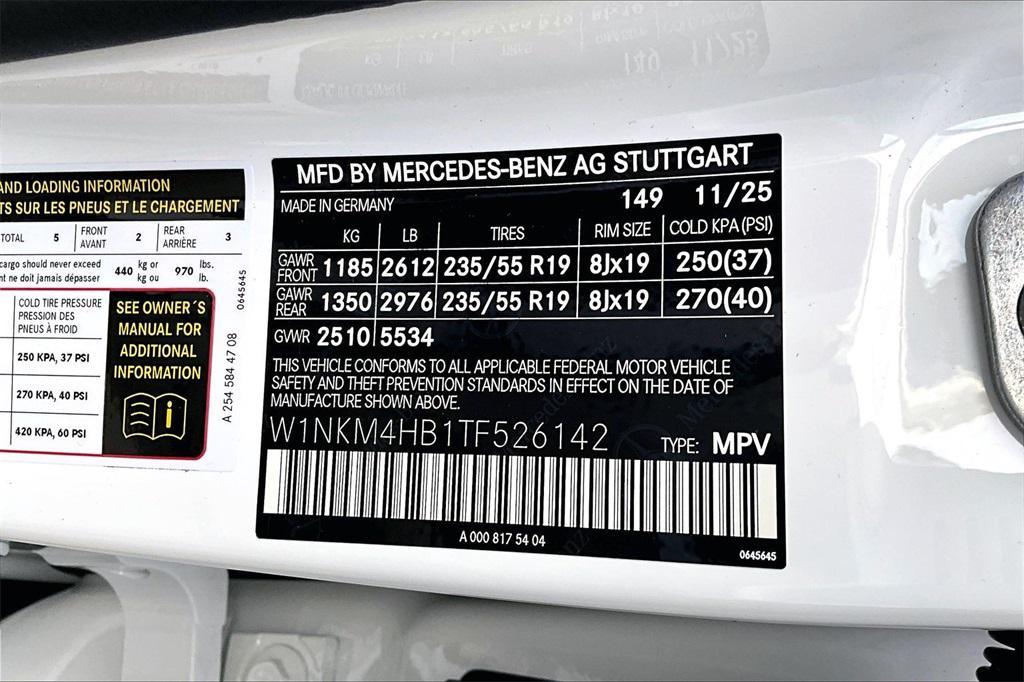 AND LOADING INFORMATION
TS SUR LES PNEUS ET LE CHARGEMENT
TOTAL 5 FRONT AVANT 2 REAR ARRIÈRE 3
cargo should never exceed 440 kg or 970 lbs.
nt ne doit jamais dépasser kg ou lb.
COLD TIRE PRESSURE
PRESSION DES
PNEUS À FROID
250 KPA, 37 PSI
270 KPA, 40 PSI
420 KPA, 60 PSI
SEE OWNER´S
MANUAL FOR
ADDITIONAL
INFORMATION
i
0645645
A 254 584 47 08
MFD BY MERCEDES-BENZ AG STUTTGART
MADE IN GERMANY 149 11/25
KG LB TIRES RIM SIZE COLD KPA (PSI)
GAWR FRONT 1185 2612 235/55 R19 8Jx19 250(37)
GAWR REAR 1350 2976 235/55 R19 8Jx19 270(40)
GVWR 2510 5534
THIS VEHICLE CONFORMS TO ALL APPLICABLE FEDERAL MOTOR VEHICLE
SAFETY AND THEFT PREVENTION STANDARDS IN EFFECT ON THE DATE OF
MANUFACTURE SHOWN ABOVE.
W1NKM4HB1TF526142 TYPE: MPV
A 000 817 54 04
0645645